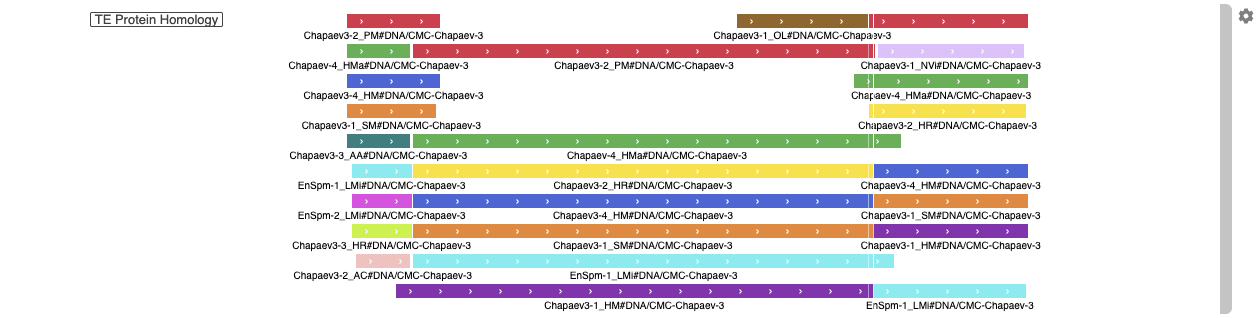 TE Protein Homology
Chapaev3-2_PM#DNA/CMC-Chapaev-3 Chapaev3-1_OL#DNA/CMC-Chapaev-3
Chapaev-4_HMa#DNA/CMC-Chapaev-3 Chapaev3-2_PM#DNA/CMC-Chapaev-3 Chapaev3-1_NVi#DNA/CMC-Chapaev-3
Chapaev3-4_HM#DNA/CMC-Chapaev-3 Chapaev-4_HMa#DNA/CMC-Chapaev-3
Chapaev3-1_SM#DNA/CMC-Chapaev-3 Chapaev3-2_HR#DNA/CMC-Chapaev-3
Chapaev3-3_AA#DNA/CMC-Chapaev-3 Chapaev-4_HMa#DNA/CMC-Chapaev-3
EnSpm-1_LMi#DNA/CMC-Chapaev-3 Chapaev3-2_HR#DNA/CMC-Chapaev-3 Chapaev3-4_HM#DNA/CMC-Chapaev-3
EnSpm-2_LMi#DNA/CMC-Chapaev-3 Chapaev3-4_HM#DNA/CMC-Chapaev-3 Chapaev3-1_SM#DNA/CMC-Chapaev-3
Chapaev3-3_HR#DNA/CMC-Chapaev-3 Chapaev3-1_SM#DNA/CMC-Chapaev-3 Chapaev3-1_HM#DNA/CMC-Chapaev-3
Chapaev3-2_AC#DNA/CMC-Chapaev-3 EnSpm-1_LMi#DNA/CMC-Chapaev-3
Chapaev3-1_HM#DNA/CMC-Chapaev-3 EnSpm-1_LMi#DNA/CMC-Chapaev-3